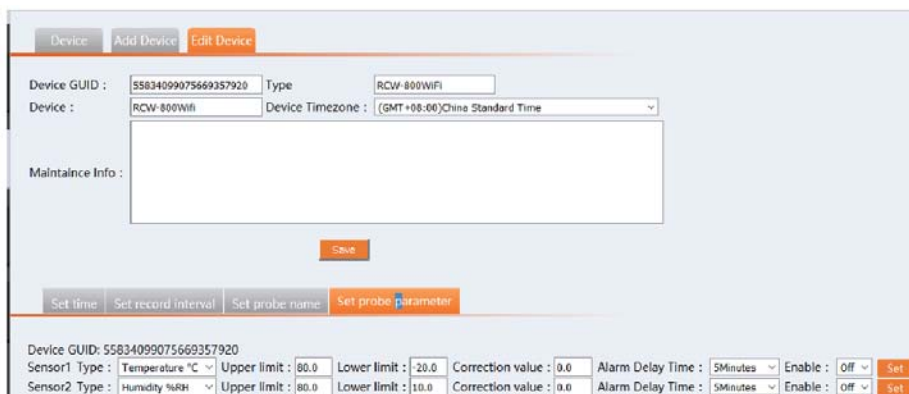 Device Add Device Edit Device
Device GUID : 55834099075669357920 Type RCW-800WiFi
Device : RCW-800Wifi Device Timezone : (GMT+08:00)China Standard Time
Maintaince Info :
Save
Set time Set record interval Set probe name Set probe parameter
Device GUID: 55834099075669357920
Sensor1 Type : Temperature °C Upper limit : 80.0 Lower limit : -20.0 Correction value : 0.0 Alarm Delay Time : 5Minutes Enable : Off Set
Sensor2 Type : Humidity %RH Upper limit : 80.0 Lower limit : 10.0 Correction value : 0.0 Alarm Delay Time : 5Minutes Enable : Off Set